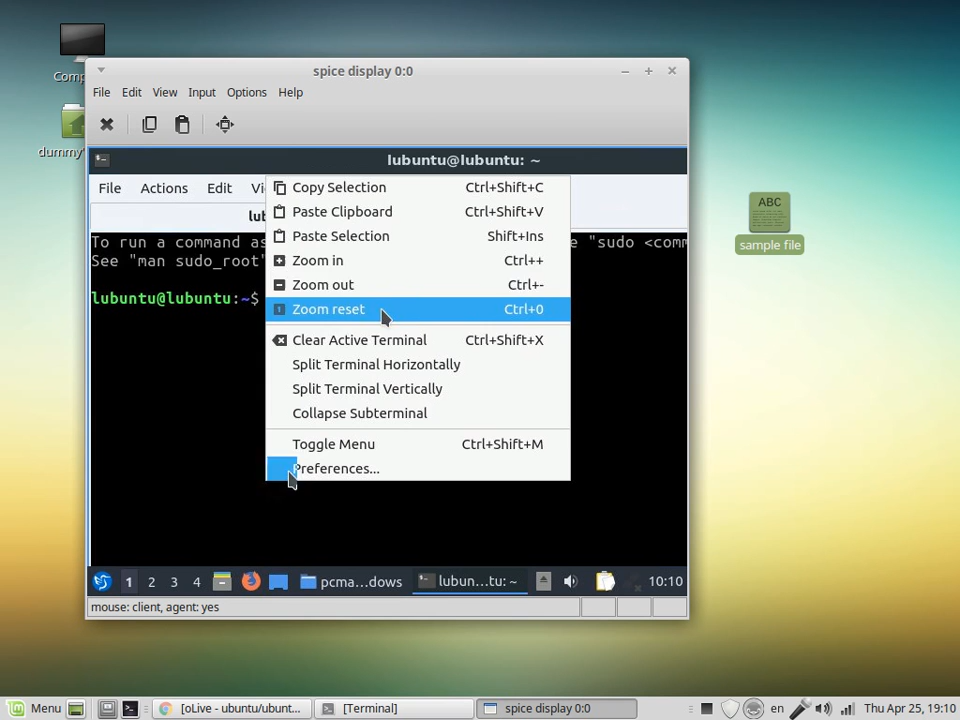 Comp
dummy
spice display 0:0
File Edit View Input Options Help
lubuntu@lubuntu: ~
File Actions Edit
To run a command as
See "man sudo_root"
e "sudo <comm
lubuntu@lubuntu:~$
Copy Selection Ctrl+Shift+C
Paste Clipboard Ctrl+Shift+V
Paste Selection Shift+Ins
Zoom in Ctrl++
Zoom out Ctrl+-
Zoom reset Ctrl+0
Clear Active Terminal Ctrl+Shift+X
Split Terminal Horizontally
Split Terminal Vertically
Collapse Subterminal
Toggle Menu Ctrl+Shift+M
Preferences...
ABC
sample file
1 2 3 4 pcma...dows lubun...tu: ~ 10:10
mouse: client, agent: yes
Menu [oLive - ubuntu/ubunt... [Terminal] spice display 0:0 en Thu Apr 25, 19:10